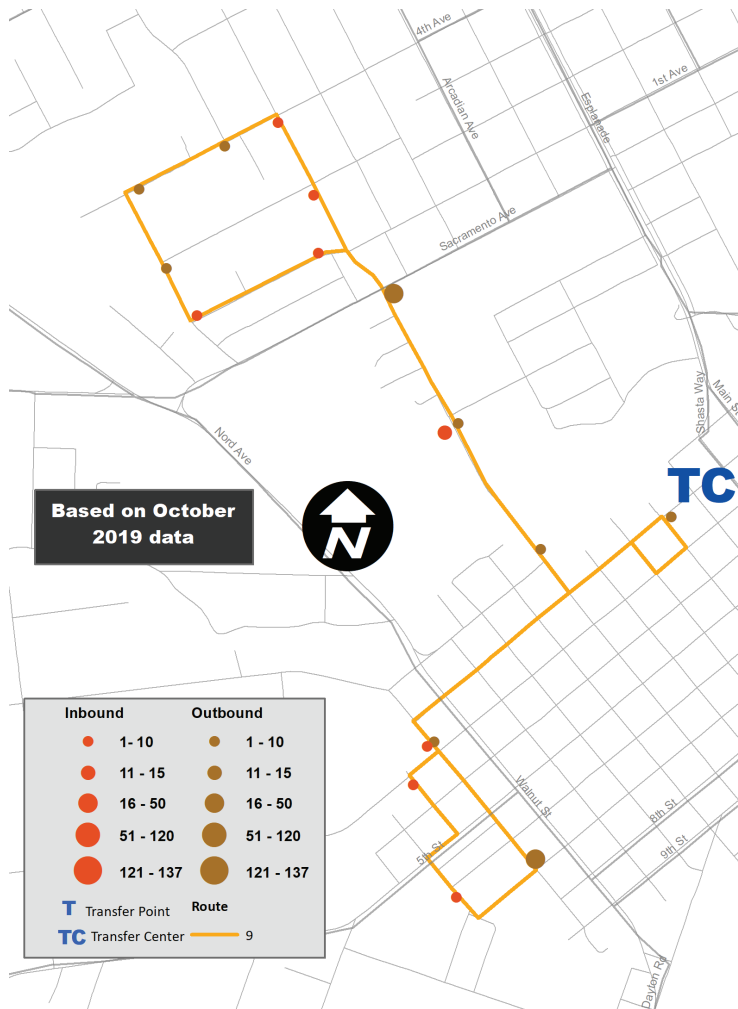 4th Ave
Arcadian Ave
1st Ave
Esplanade
Sacramento Ave
Shasta Way
Nord Ave
TC
Based on October
2019 data
N
Walnut St
8th St
9th St
5th St
Dayton Rd
Inbound Outbound
1- 10 1 - 10
11 - 15 11 - 15
16 - 50 16 - 50
51 - 120 51 - 120
121 - 137 121 - 137
T Transfer Point Route
TC Transfer Center 9